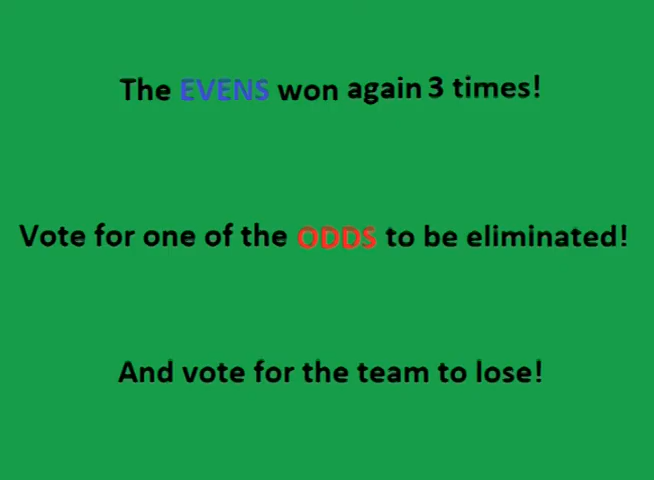 The EVENS won again 3 times!
Vote for one of the ODDS to be eliminated!
And vote for the team to lose!